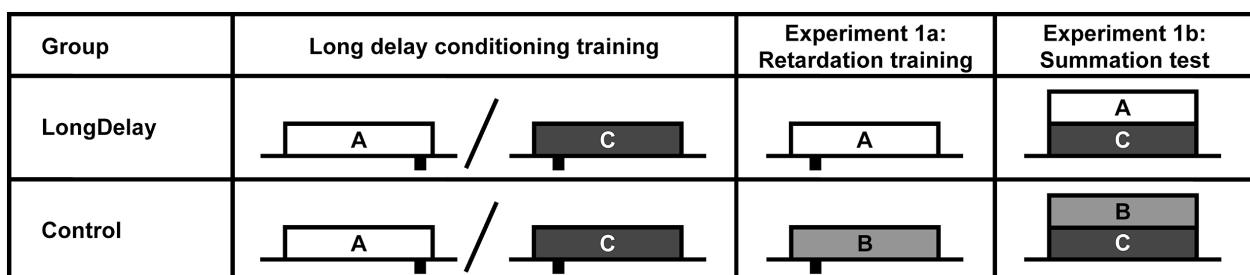 Group
Long delay conditioning training
Experiment 1a:
Retardation training
Experiment 1b:
Summation test
LongDelay
A
C
A
A
C
Control
A
C
B
B
C